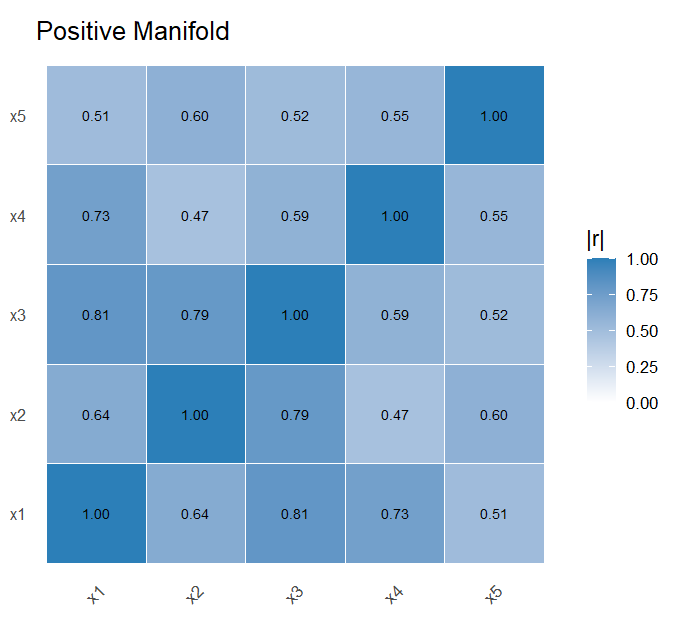 Positive Manifold
x5 0.51 0.60 0.52 0.55 1.00
x4 0.73 0.47 0.59 1.00 0.55
x3 0.81 0.79 1.00 0.59 0.52
x2 0.64 1.00 0.79 0.47 0.60
x1 1.00 0.64 0.81 0.73 0.51
x1 x2 x3 x4 x5
|r|
1.00
0.75
0.50
0.25
0.00